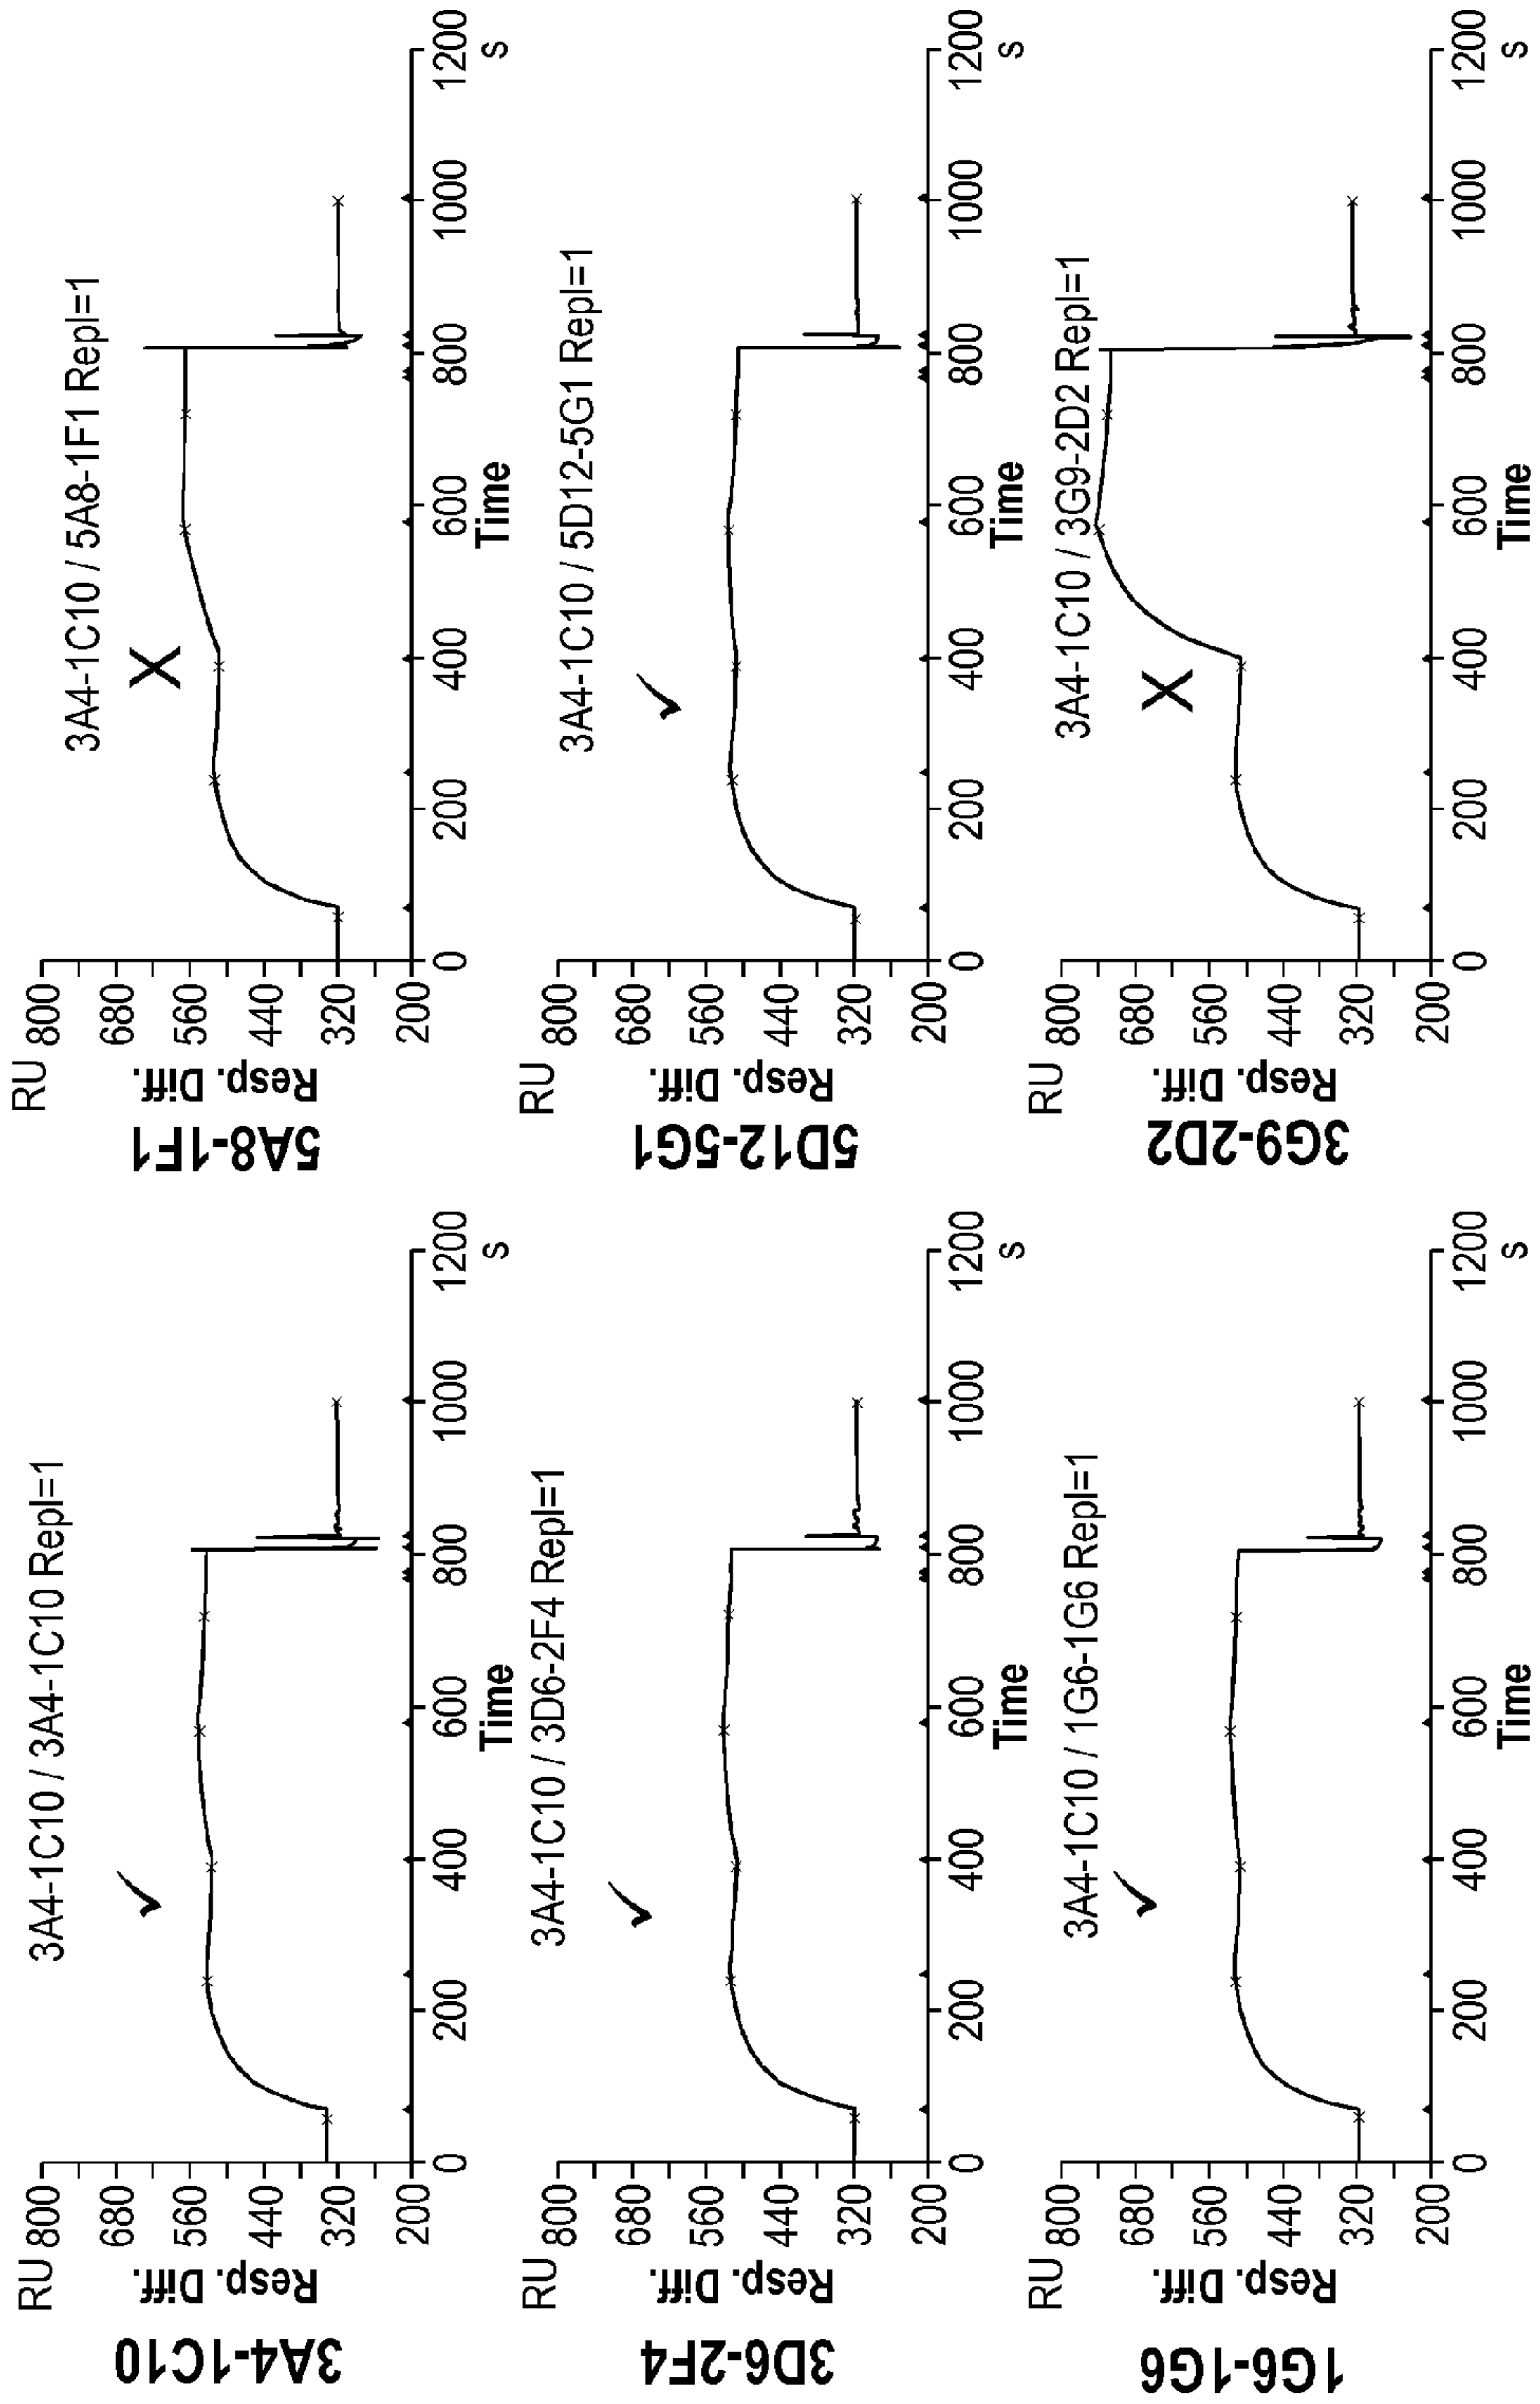 3A4-1C10
3A4-1C10 / 3A4-1C10 Repl=1
RU
Resp. Diff.
800
680
560
440
320
200
0 200 400 600 800 1000 1200
Time
s
5A8-1F1
3A4-1C10 / 5A8-1F1 Repl=1
X
RU
Resp. Diff.
800
680
560
440
320
200
0 200 400 600 800 1000 1200
Time
s
3D6-2F4
3A4-1C10 / 3D6-2F4 Repl=1
RU
Resp. Diff.
800
680
560
440
320
200
0 200 400 600 800 1000 1200
Time
s
5D12-5G1
3A4-1C10 / 5D12-5G1 Repl=1
RU
Resp. Diff.
800
680
560
440
320
200
0 200 400 600 800 1000 1200
Time
s
1G6-1G6
3A4-1C10 / 1G6-1G6 Repl=1
RU
Resp. Diff.
800
680
560
440
320
200
0 200 400 600 800 1000 1200
Time
s
3G9-2D2
3A4-1C10 / 3G9-2D2 Repl=1
X
RU
Resp. Diff.
800
680
560
440
320
200
0 200 400 600 800 1000 1200
Time
s